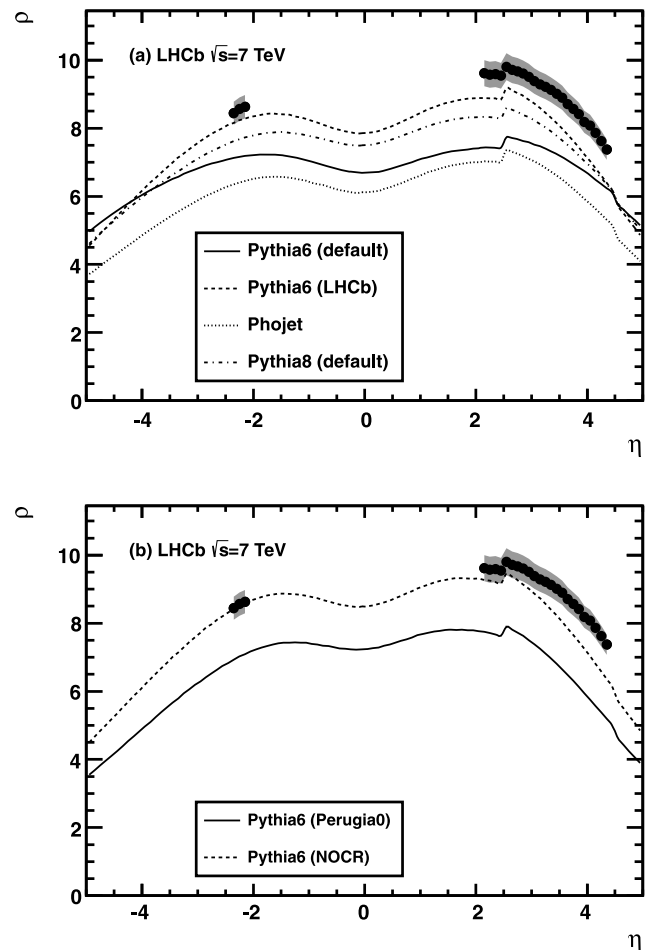 ρ
(a) LHCb √s=7 TeV
10
8
6
4
2
0
Pythia6 (default)
Pythia6 (LHCb)
Phojet
Pythia8 (default)
-4 -2 0 2 4
η
ρ
(b) LHCb √s=7 TeV
10
8
6
4
2
0
Pythia6 (Perugia0)
Pythia6 (NOCR)
-4 -2 0 2 4
η